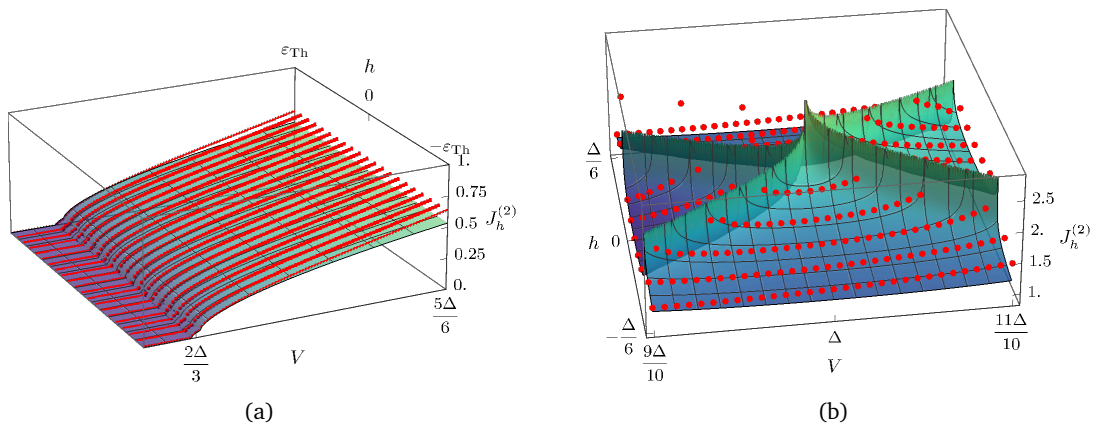 ε_Th
h
0
−ε_Th
1.
0.75
0.5
J_h^(2)
0.25
0.
5Δ/6
2Δ/3
V
(a)
Δ/6
h
0
−Δ/6
9Δ/10
Δ
V
11Δ/10
2.5
2.
1.5
1.
J_h^(2)
(b)